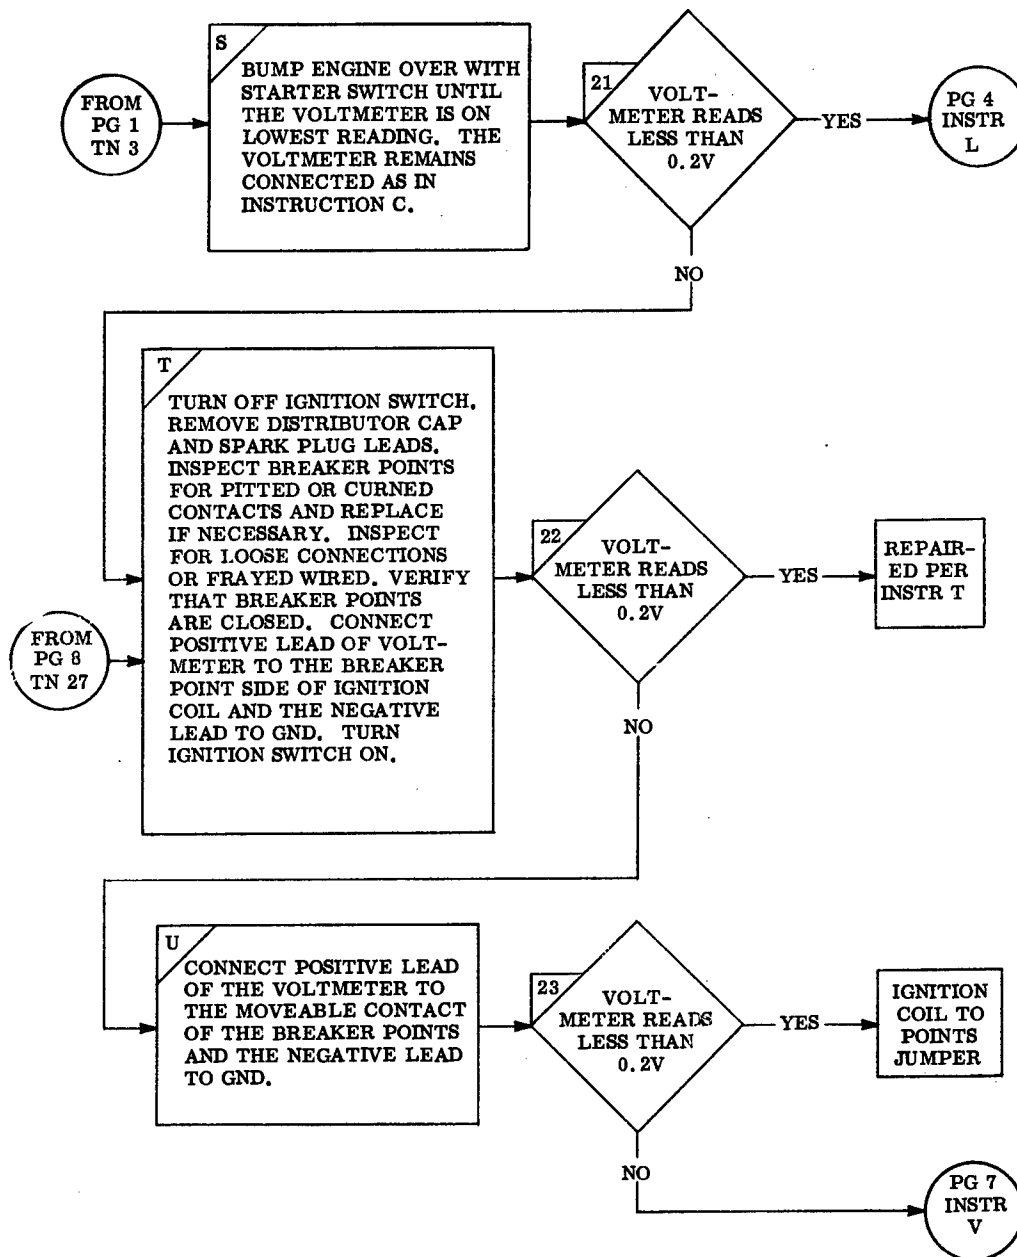 FROM
PG 1
TN 3
S
BUMP ENGINE OVER WITH
STARTER SWITCH UNTIL
THE VOLTMETER IS ON
LOWEST READING. THE
VOLTMETER REMAINS
CONNECTED AS IN
INSTRUCTION C.
21
VOLT-
METER READS
LESS THAN
0.2V
YES
PG 4
INSTR
L
NO
T
TURN OFF IGNITION SWITCH.
REMOVE DISTRIBUTOR CAP
AND SPARK PLUG LEADS.
INSPECT BREAKER POINTS
FOR PITTED OR CURNED
CONTACTS AND REPLACE
IF NECESSARY. INSPECT
FOR LOOSE CONNECTIONS
OR FRAYED WIRED. VERIFY
THAT BREAKER POINTS
ARE CLOSED. CONNECT
POSITIVE LEAD OF VOLT-
METER TO THE BREAKER
POINT SIDE OF IGNITION
COIL AND THE NEGATIVE
LEAD TO GND. TURN
IGNITION SWITCH ON.
FROM
PG 8
TN 27
22
VOLT-
METER READS
LESS THAN
0.2V
YES
REPAIR-
ED PER
INSTR T
NO
U
CONNECT POSITIVE LEAD
OF THE VOLTMETER TO
THE MOVEABLE CONTACT
OF THE BREAKER POINTS
AND THE NEGATIVE LEAD
TO GND.
23
VOLT-
METER READS
LESS THAN
0.2V
YES
IGNITION
COIL TO
POINTS
JUMPER
NO
PG 7
INSTR
V